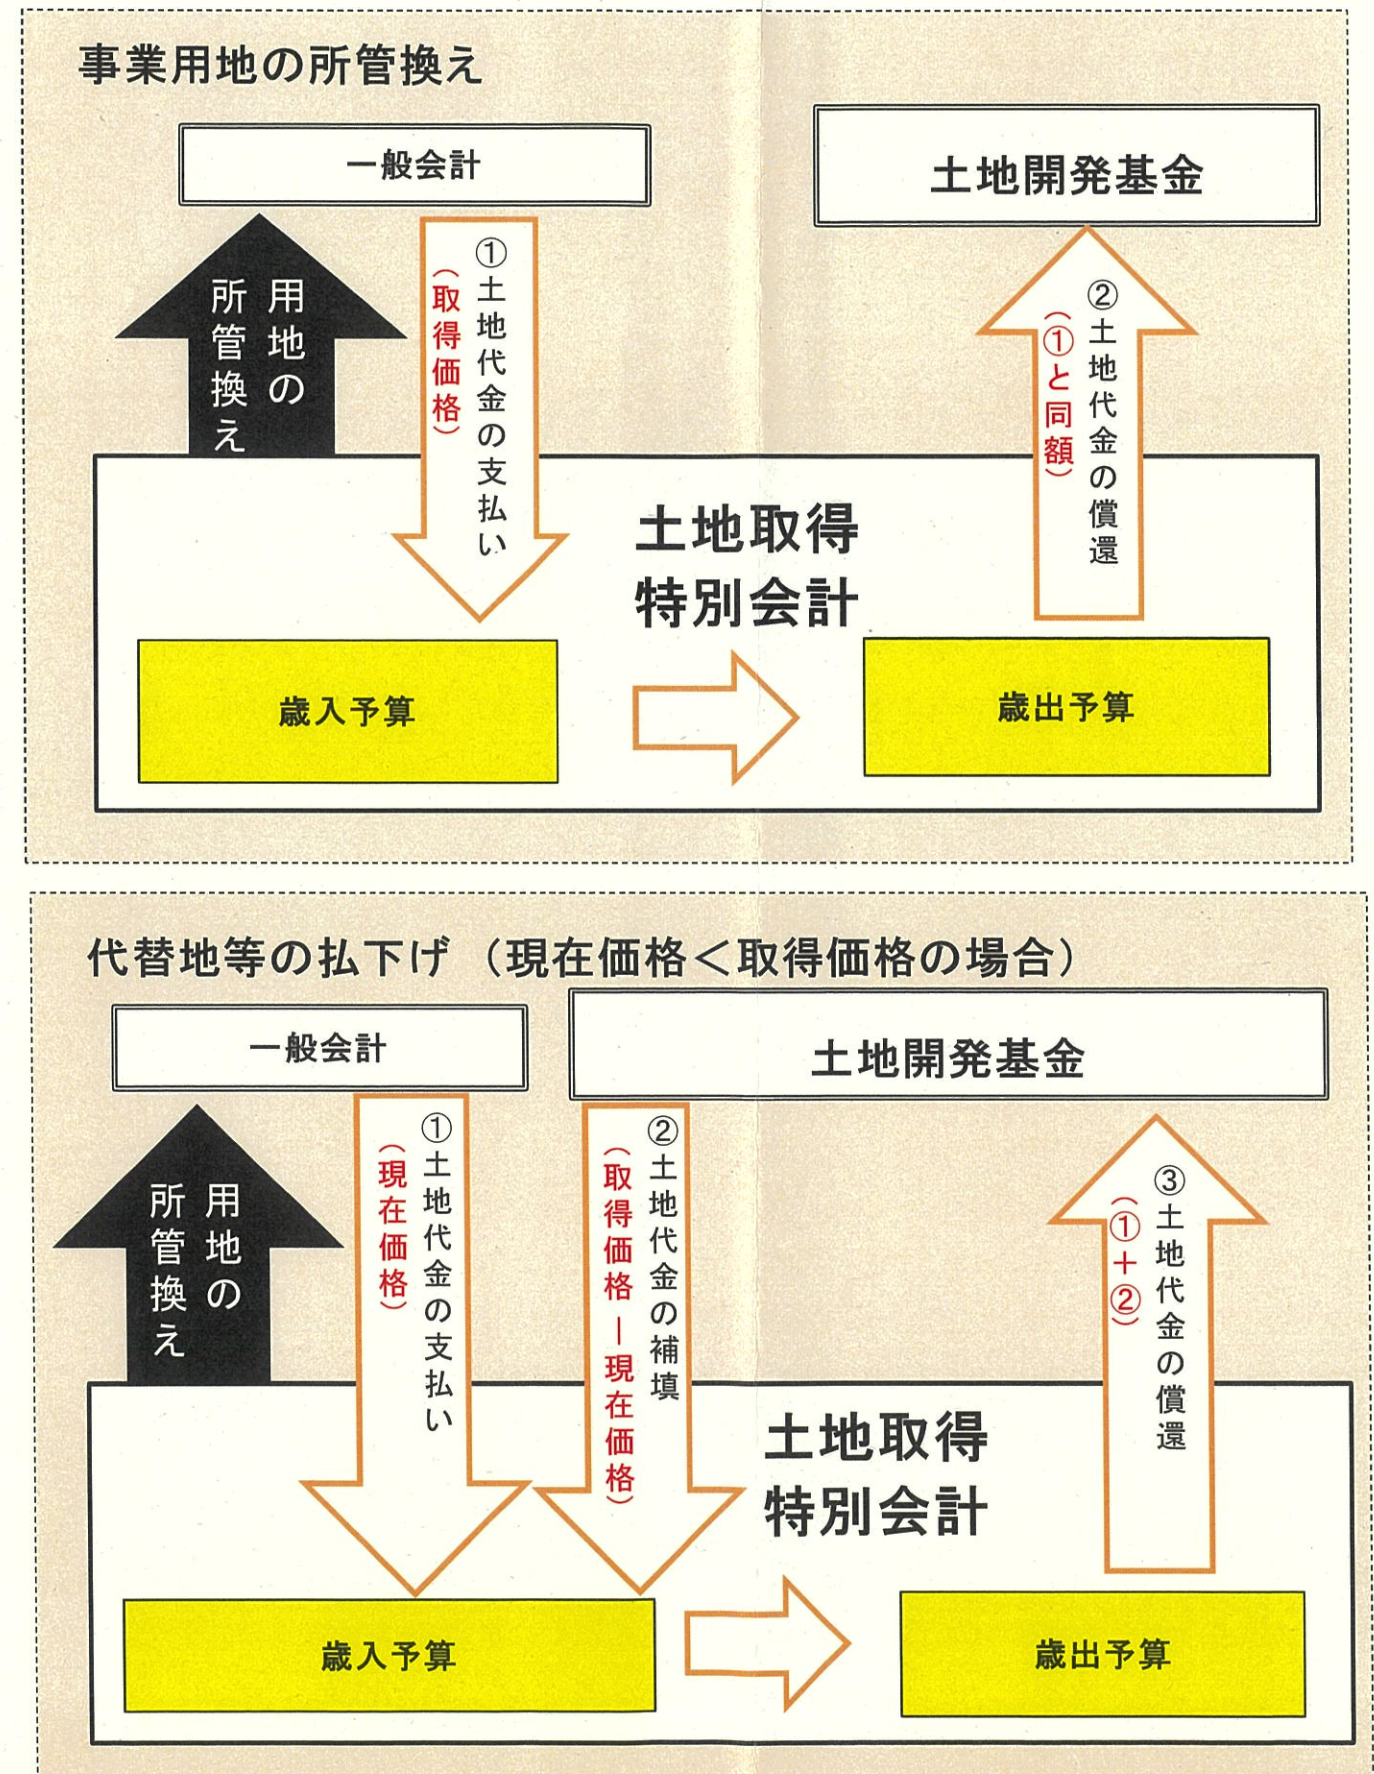 事業用地の所管換え
一般会計
土地開発基金
用地の
所管換え
①土地代金の支払い
（取得価格）
②土地代金の償還
（①と同額）
土地取得
特別会計
歳入予算
歳出予算
代替地等の払下げ（現在価格＜取得価格の場合）
一般会計
土地開発基金
用地の
所管換え
①土地代金の支払い
（現在価格）
②土地代金の補填
（取得価格－現在価格）
③土地代金の償還
（①＋②）
土地取得
特別会計
歳入予算
歳出予算